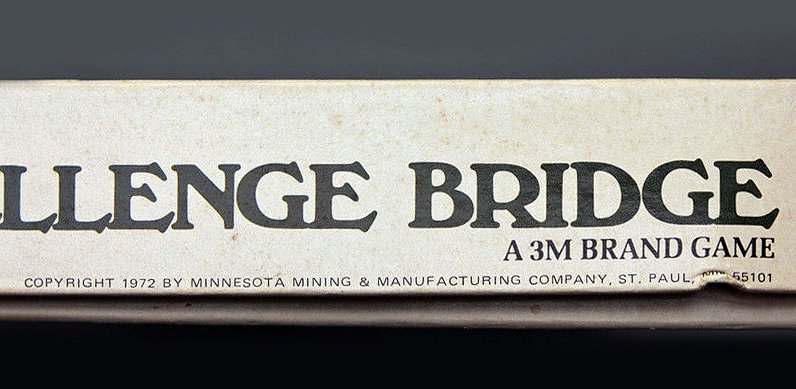 LLENGE BRIDGE
A 3M BRAND GAME
COPYRIGHT 1972 BY MINNESOTA MINING & MANUFACTURING COMPANY, ST. PAUL, 55101